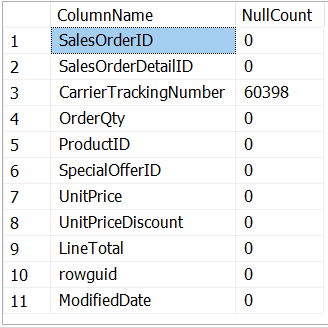 ColumnName NullCount
1 SalesOrderID 0
2 SalesOrderDetailID 0
3 CarrierTrackingNumber 60398
4 OrderQty 0
5 ProductID 0
6 SpecialOfferID 0
7 UnitPrice 0
8 UnitPriceDiscount 0
9 LineTotal 0
10 rowguid 0
11 ModifiedDate 0